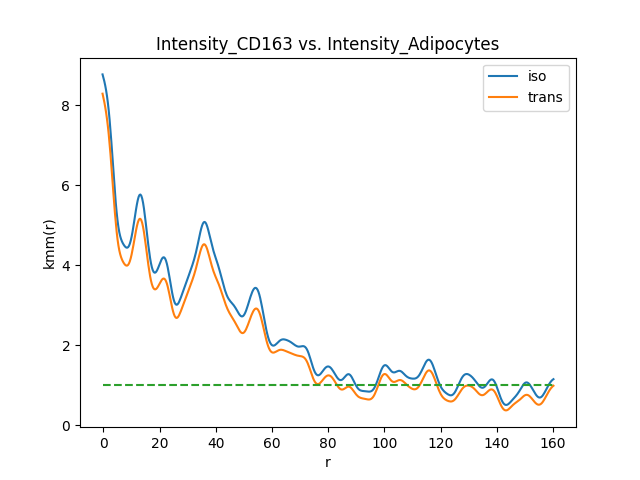 Intensity_CD163 vs. Intensity_Adipocytes
iso
trans
kmm(r)
8
6
4
2
0
0 20 40 60 80 100 120 140 160
r